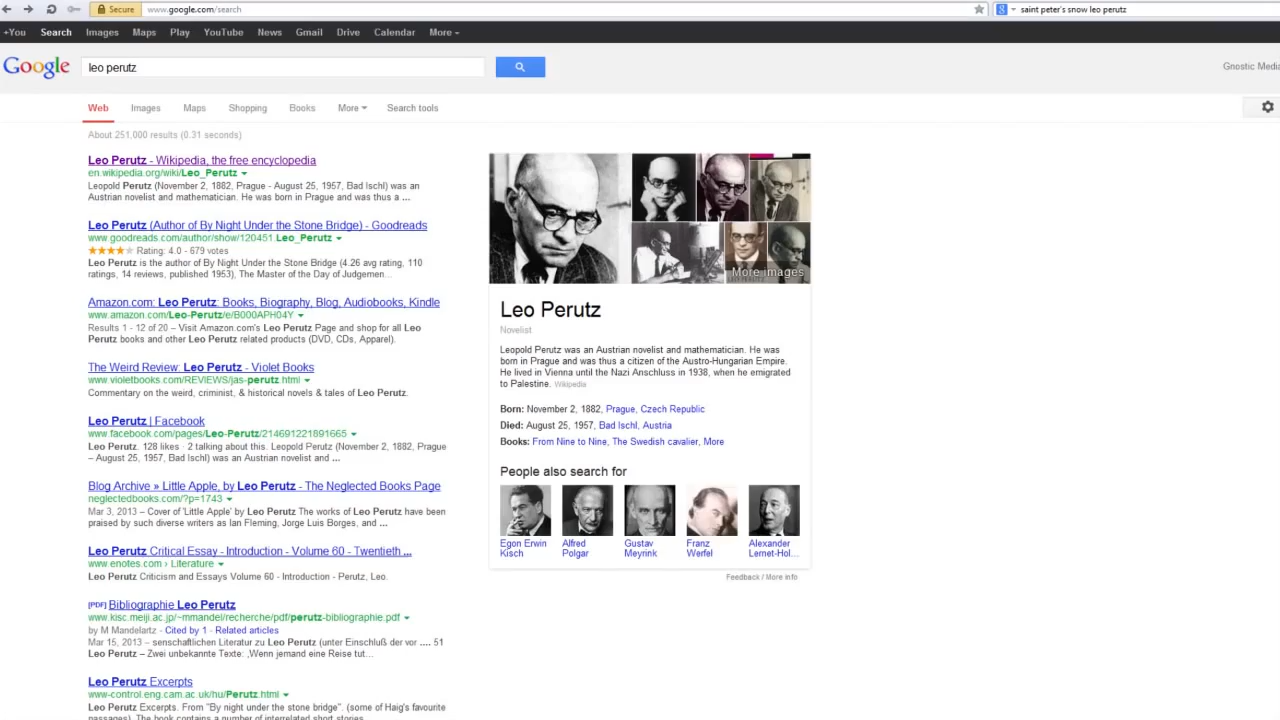 Secure www.google.com/search saint peter's snow leo perutz
+You Search Images Maps Play YouTube News Gmail Drive Calendar More
Google leo perutz Gnostic Media
Web Images Maps Shopping Books More Search tools
About 251,000 results (0.31 seconds)
Leo Perutz - Wikipedia, the free encyclopedia
en.wikipedia.org/wiki/Leo_Perutz
Leopold Perutz (November 2, 1882, Prague - August 25, 1957, Bad Ischl) was an
Austrian novelist and mathematician. He was born in Prague and was thus a ...
Leo Perutz (Author of By Night Under the Stone Bridge) - Goodreads
www.goodreads.com/author/show/120451.Leo_Perutz
Rating: 4.0 - 679 votes
Leo Perutz is the author of By Night Under the Stone Bridge (4.26 avg rating, 110
ratings, 14 reviews, published 1953), The Master of the Day of Judgemen...
Amazon.com: Leo Perutz: Books, Biography, Blog, Audiobooks, Kindle
www.amazon.com/Leo-Perutz/e/B000APH04Y
Results 1 - 12 of 20 – Visit Amazon.com's Leo Perutz Page and shop for all Leo
Perutz books and other Leo Perutz related products (DVD, CDs, Apparel).
The Weird Review: Leo Perutz - Violet Books
www.violetbooks.com/REVIEWS/jas-perutz.html
Commentary on the weird, criminist, & historical novels & tales of Leo Perutz.
Leo Perutz | Facebook
www.facebook.com/pages/Leo-Perutz/214691221891665
Leo Perutz. 128 likes · 2 talking about this. Leopold Perutz (November 2, 1882, Prague
– August 25, 1957, Bad Ischl) was an Austrian novelist and ...
Blog Archive » Little Apple, by Leo Perutz - The Neglected Books Page
neglectedbooks.com/?p=1743
Mar 3, 2013 – Cover of 'Little Apple' by Leo Perutz The works of Leo Perutz have been
praised by such diverse writers as Ian Fleming, Jorge Luis Borges, and ...
Leo Perutz Critical Essay - Introduction - Volume 60 - Twentieth ...
www.enotes.com › Literature
Leo Perutz Criticism and Essays Volume 60 - Introduction - Perutz, Leo.
[PDF] Bibliographie Leo Perutz
www.kisc.meiji.ac.jp/~mmandel/recherche/pdf/perutz-bibliographie.pdf
by M Mandelartz - Cited by 1 - Related articles
Mar 15, 2013 – senschaftlichen Literatur zu Leo Perutz (unter Einschluß der vor .... 51
Leo Perutz – Zwei unbekannte Texte: ‚Wenn jemand eine Reise tut...
Leo Perutz Excerpts
www-control.eng.cam.ac.uk/hu/Perutz.html
Leo Perutz Excerpts. From "By night under the stone bridge". (some of Haig's favourite
passages). The book contains a number of interrelated short stories.
More images
Leo Perutz
Novelist
Leopold Perutz was an Austrian novelist and mathematician. He was
born in Prague and was thus a citizen of the Austro-Hungarian Empire.
He lived in Vienna until the Nazi Anschluss in 1938, when he emigrated
to Palestine. Wikipedia
Born: November 2, 1882, Prague, Czech Republic
Died: August 25, 1957, Bad Ischl, Austria
Books: From Nine to Nine, The Swedish cavalier, More
People also search for
Egon Erwin Alfred Gustav Franz Alexander
Kisch Polgar Meyrink Werfel Lernet-Hol...
Feedback / More info